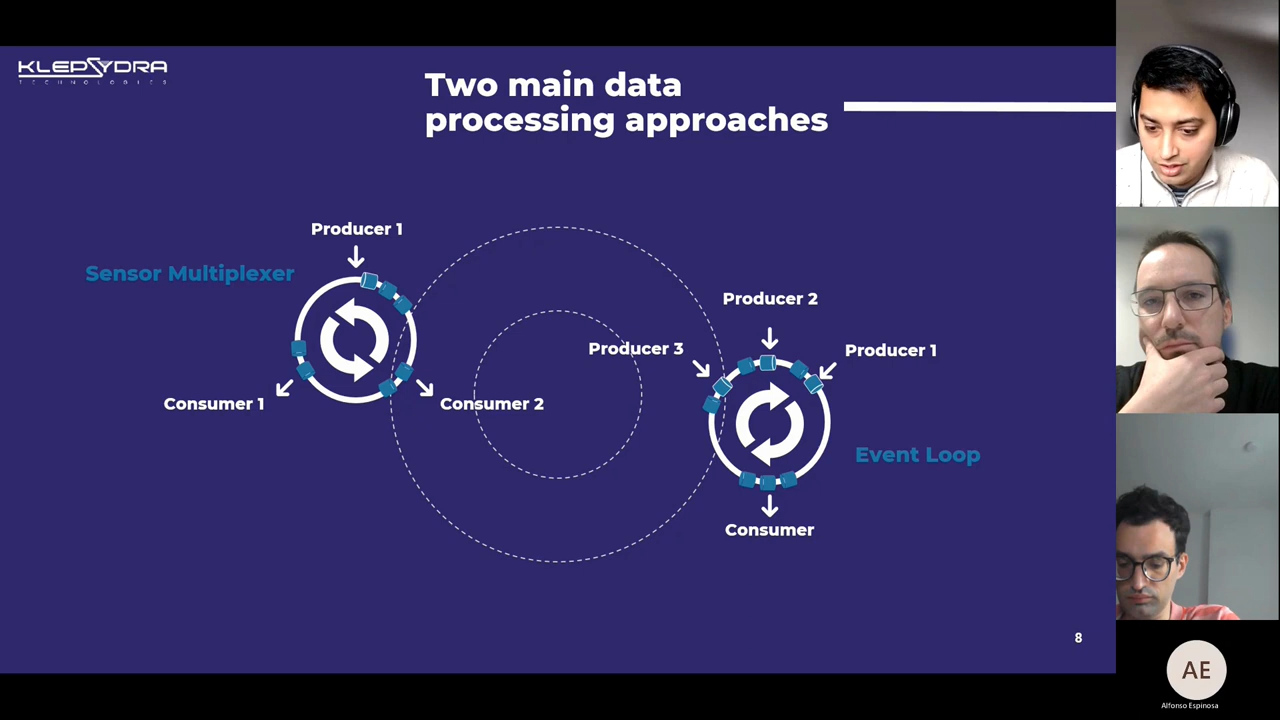 KLEPSYDRA
TECHNOLOGIES
Two main data
processing approaches
Producer 1
Sensor Multiplexer
Consumer 1
Consumer 2
Producer 2
Producer 3
Producer 1
Event Loop
Consumer
8
AE
Alfonso Espinosa